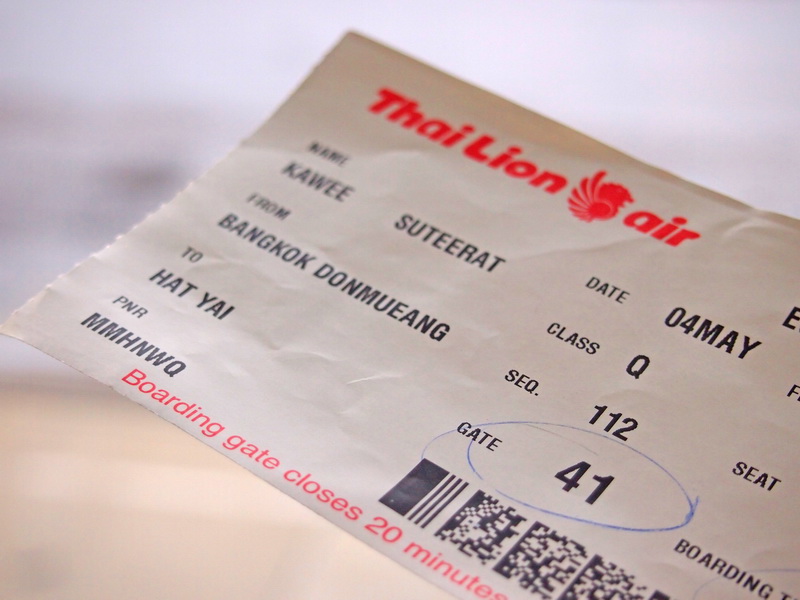 Thai Lion air
NAME
KAWEE SUTEERAT
FROM
BANGKOK DONMUEANG
TO
HAT YAI
PNR
MMHNWQ
DATE 04MAY
CLASS Q
SEQ. 112
GATE 41
SEAT
BOARDING
Boarding gate closes 20 minutes